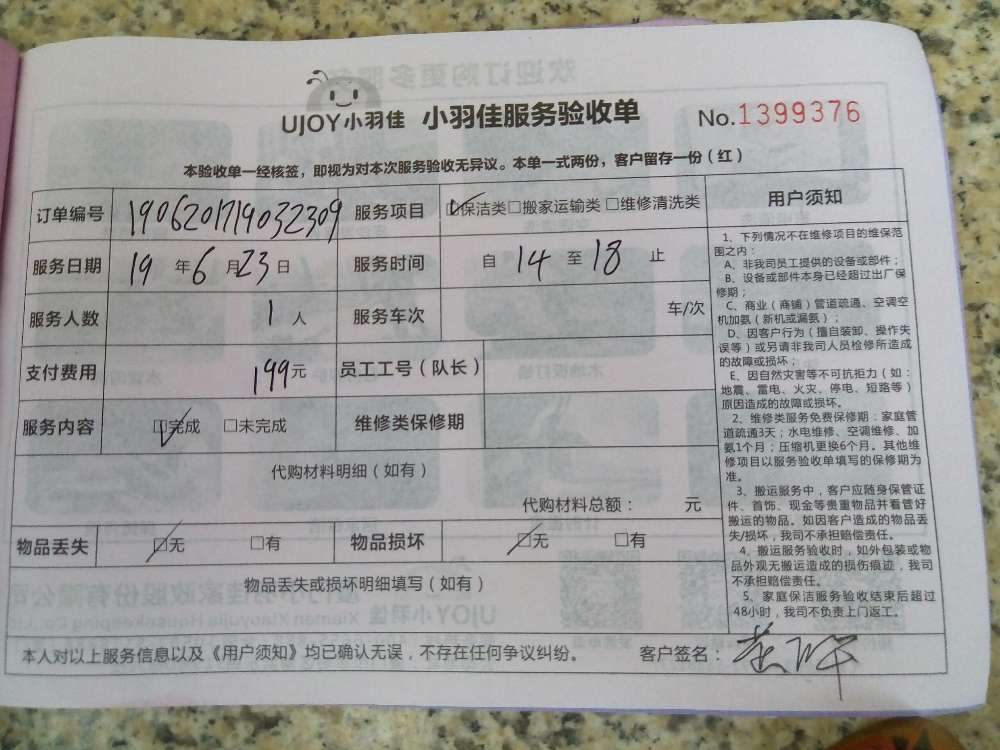 UJOY小羽佳 小羽佳服务验收单 No.1399376
本验收单一经核签，即视为对本次服务验收无异议。本单一式两份，客户留存一份（红）
订单编号 190620171903 2309 服务项目 ☑保洁类□搬家运输类□维修清洗类
服务日期 19 年 6 月 23 日 服务时间 自 14 至 18 止
服务人数 1 人 服务车次 车/次
支付费用 199元 员工工号（队长）
服务内容 ☑完成 □未完成 维修类保修期
代购材料明细（如有）
代购材料总额： 元
物品丢失 ☑无 □有 物品损坏 ☑无 □有
物品丢失或损坏明细填写（如有）
用户须知
1、下列情况不在维修项目的维保范
围之内：
A、非我司员工提供的设备或部件；
B、设备或部件本身已经超过出厂保
修期；
C、商业（商铺）管道疏通、空调空
机加氨（新机或漏氨）；
D、因客户行为（擅自装卸、操作失
误等）或另请非我司人员检修所造成
的故障或损坏；
E、因自然灾害等不可抗拒力（如：
地震、雷电、火灾、停电、短路等）
原因造成的故障或损坏。
2、维修类服务免费保修期：家庭管
道疏通3天；水电维修、空调维修、加
氨1个月；压缩机更换6个月。其他维
修项目以服务验收单填写的保修期为
准。
3、搬运服务中，客户应随身保管证
件、首饰、现金等贵重物品并看管好
搬运的物品。如因客户造成的物品丢
失/损坏，我司不承担赔偿责任。
4、搬运服务验收时，如外包装或物
品外观无搬运造成的损伤痕迹，我司
不承担赔偿责任。
5、家庭保洁服务验收结束后超过
48小时，我司不负责上门返工。
本人对以上服务信息以及《用户须知》均已确认无误，不存在任何争议纠纷。 客户签名：